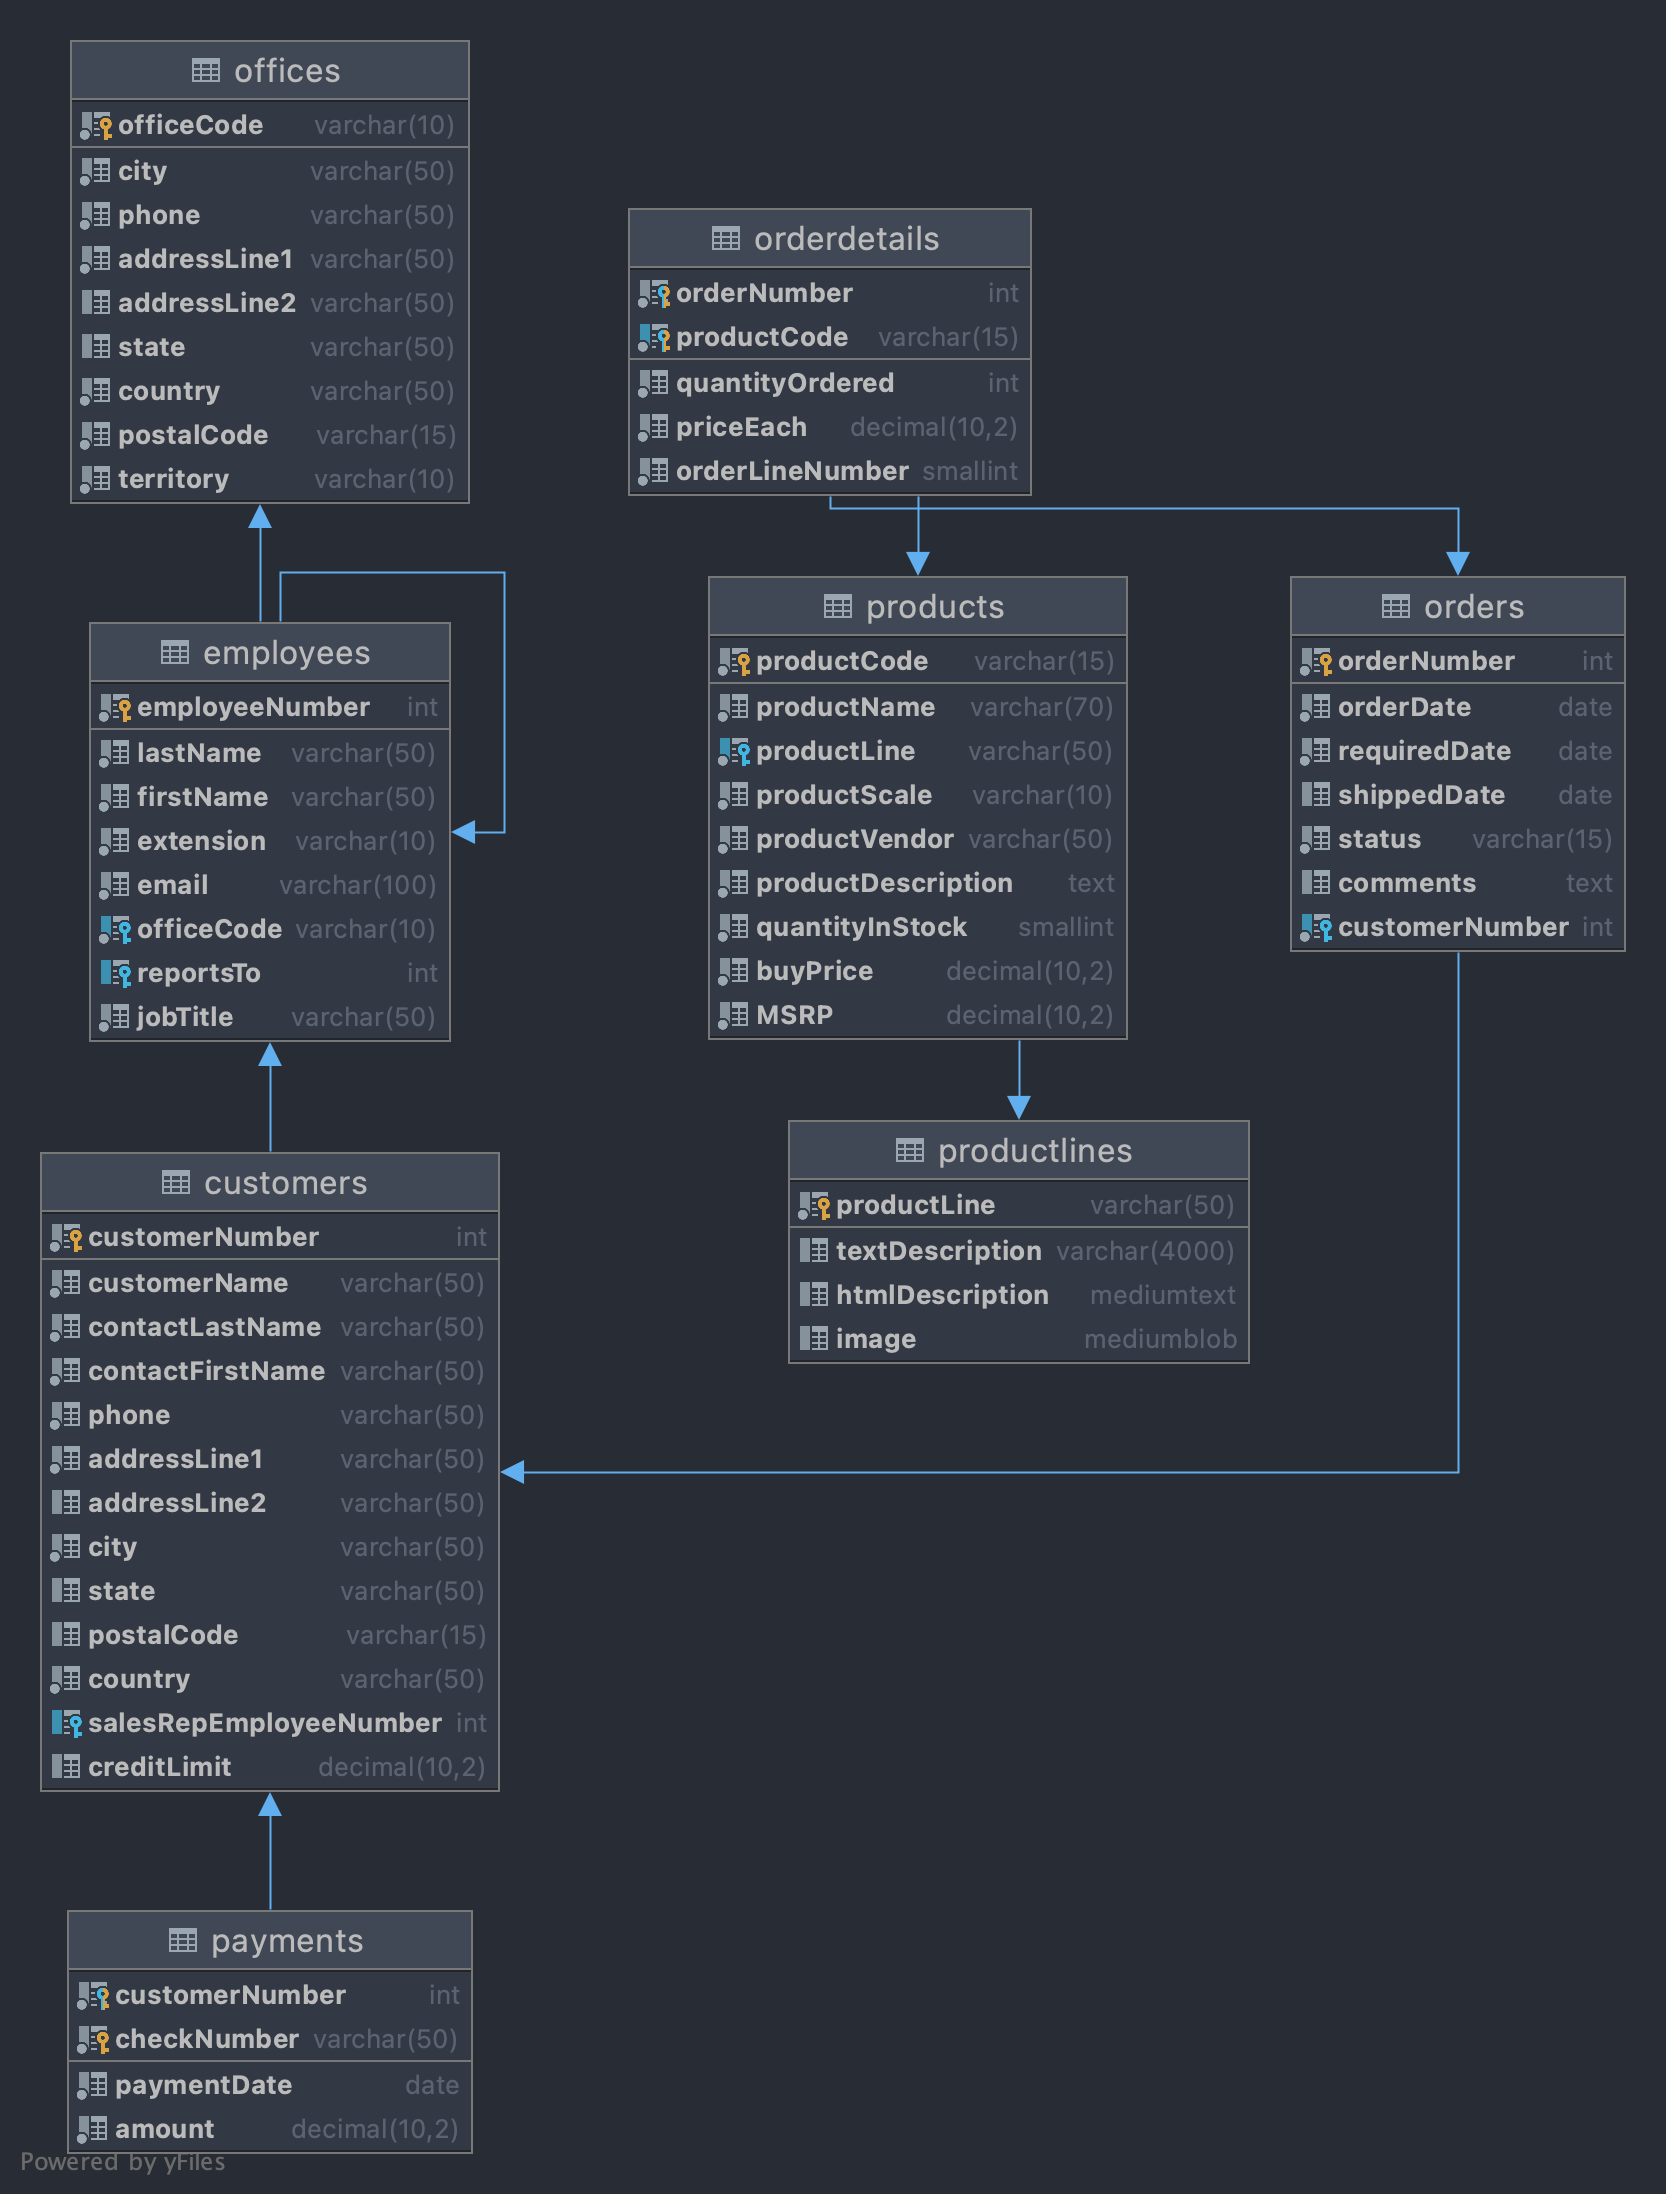 offices
officeCode varchar(10)
city varchar(50)
phone varchar(50)
addressLine1 varchar(50)
addressLine2 varchar(50)
state varchar(50)
country varchar(50)
postalCode varchar(15)
territory varchar(10)
orderdetails
orderNumber int
productCode varchar(15)
quantityOrdered int
priceEach decimal(10,2)
orderLineNumber smallint
employees
employeeNumber int
lastName varchar(50)
firstName varchar(50)
extension varchar(10)
email varchar(100)
officeCode varchar(10)
reportsTo int
jobTitle varchar(50)
products
productCode varchar(15)
productName varchar(70)
productLine varchar(50)
productScale varchar(10)
productVendor varchar(50)
productDescription text
quantityInStock smallint
buyPrice decimal(10,2)
MSRP decimal(10,2)
orders
orderNumber int
orderDate date
requiredDate date
shippedDate date
status varchar(15)
comments text
customerNumber int
productlines
productLine varchar(50)
textDescription varchar(4000)
htmlDescription mediumtext
image mediumblob
customers
customerNumber int
customerName varchar(50)
contactLastName varchar(50)
contactFirstName varchar(50)
phone varchar(50)
addressLine1 varchar(50)
addressLine2 varchar(50)
city varchar(50)
state varchar(50)
postalCode varchar(15)
country varchar(50)
salesRepEmployeeNumber int
creditLimit decimal(10,2)
payments
customerNumber int
checkNumber varchar(50)
paymentDate date
amount decimal(10,2)
Powered by yFiles